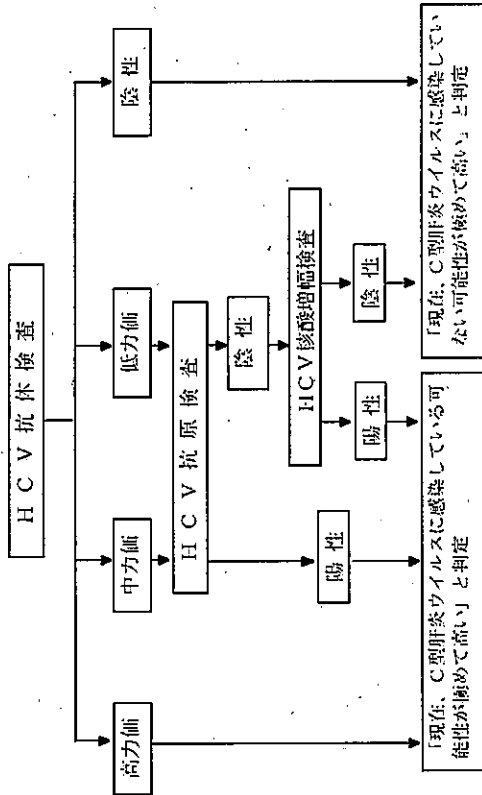 HCV抗体検査
高力価
中力価
低力価
陰性
HCV抗原検査
陽性
陰性
HCV核酸増幅検査
陽性
陰性
「現在、C型肝炎ウイルスに感染している可
能性が極めて高い」と判定
「現在、C型肝炎ウイルスに感染してい
ない可能性が極めて高い」と判定